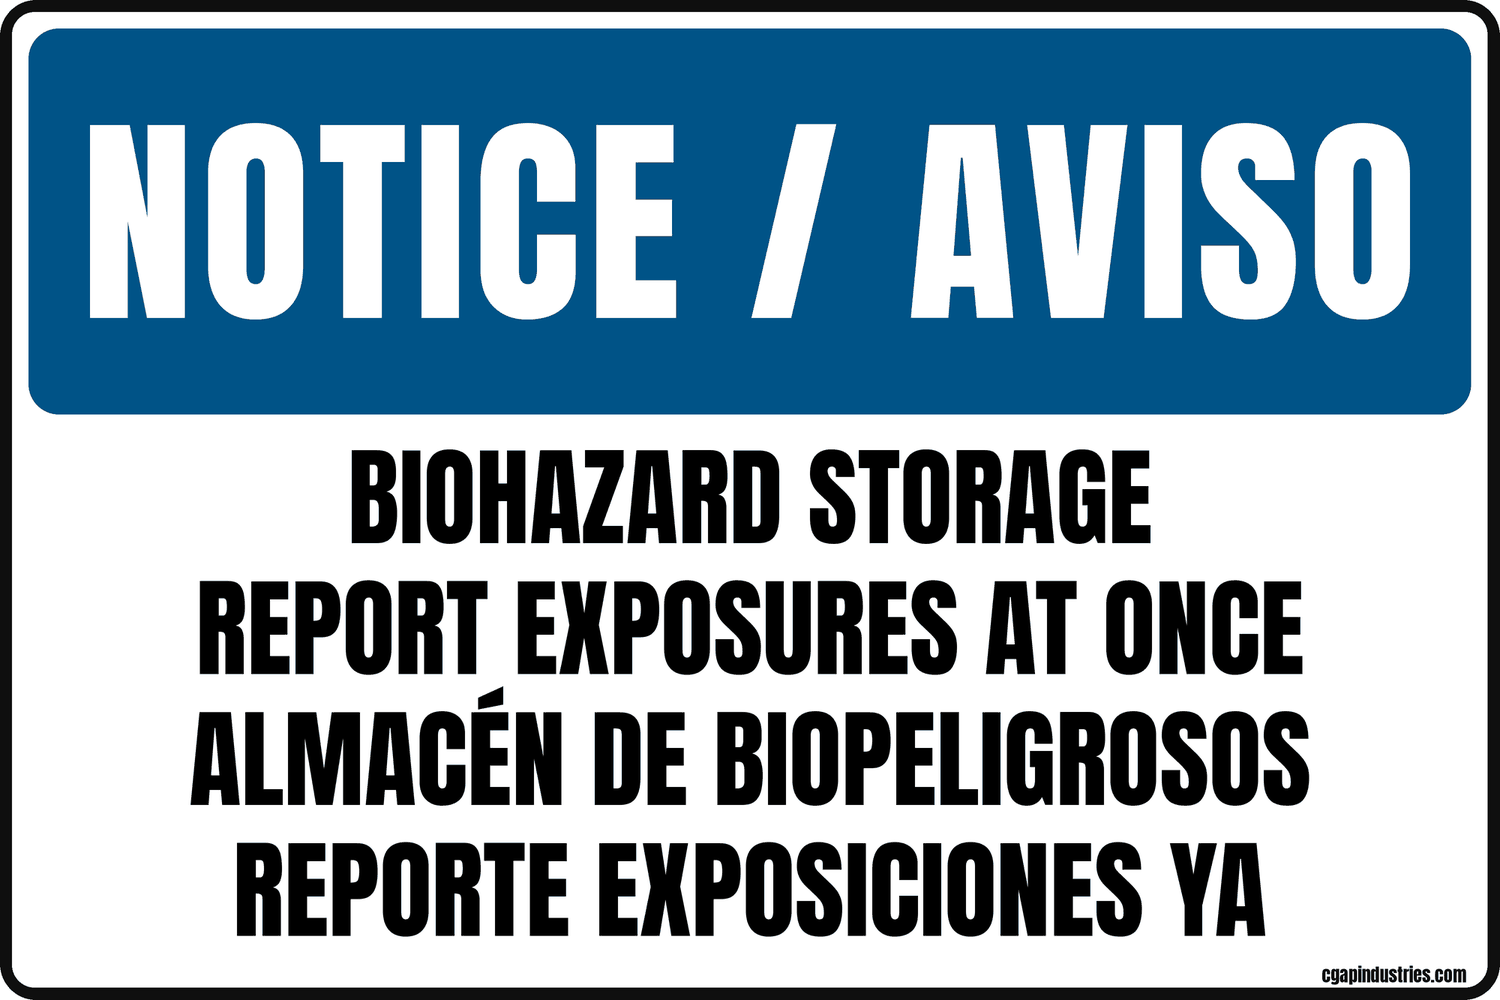 NOTICE / AVISO
BIOHAZARD STORAGE
REPORT EXPOSURES AT ONCE
ALMACÉN DE BIOPELIGROSOS
REPORTE EXPOSICIONES YA
cgapindustries.com